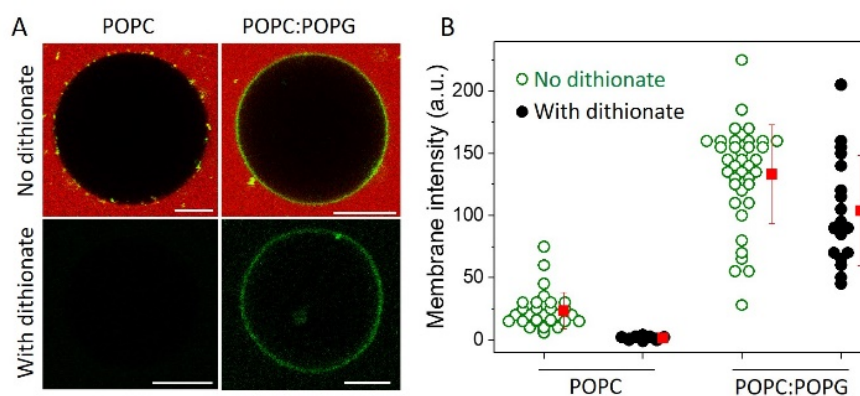 A
POPC
POPC:POPG
No dithionate
With dithionate
B
Membrane intensity (a.u.)
200
150
100
50
0
No dithionate
With dithionate
POPC
POPC:POPG